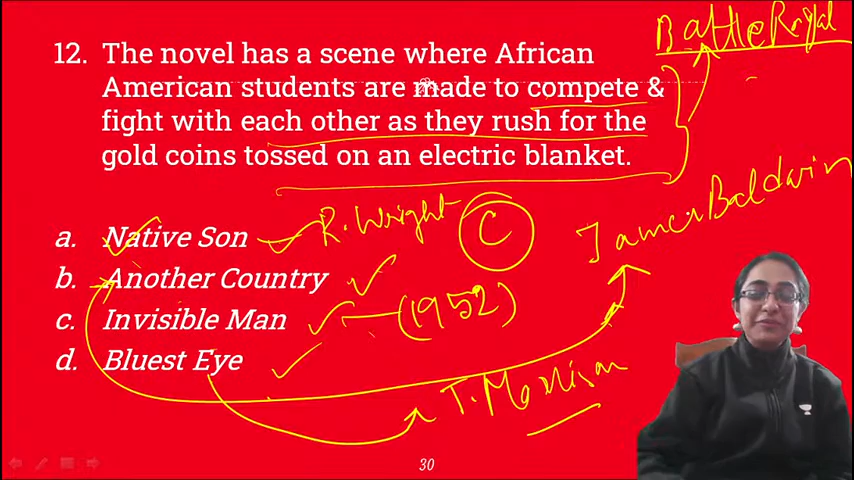 Battle Royal
12. The novel has a scene where African
American students are made to compete &
fight with each other as they rush for the
gold coins tossed on an electric blanket.
a. Native Son
R. Wright
C
James Baldwin
b. Another Country
c. Invisible Man
(1952)
d. Bluest Eye
T. Morrison
30